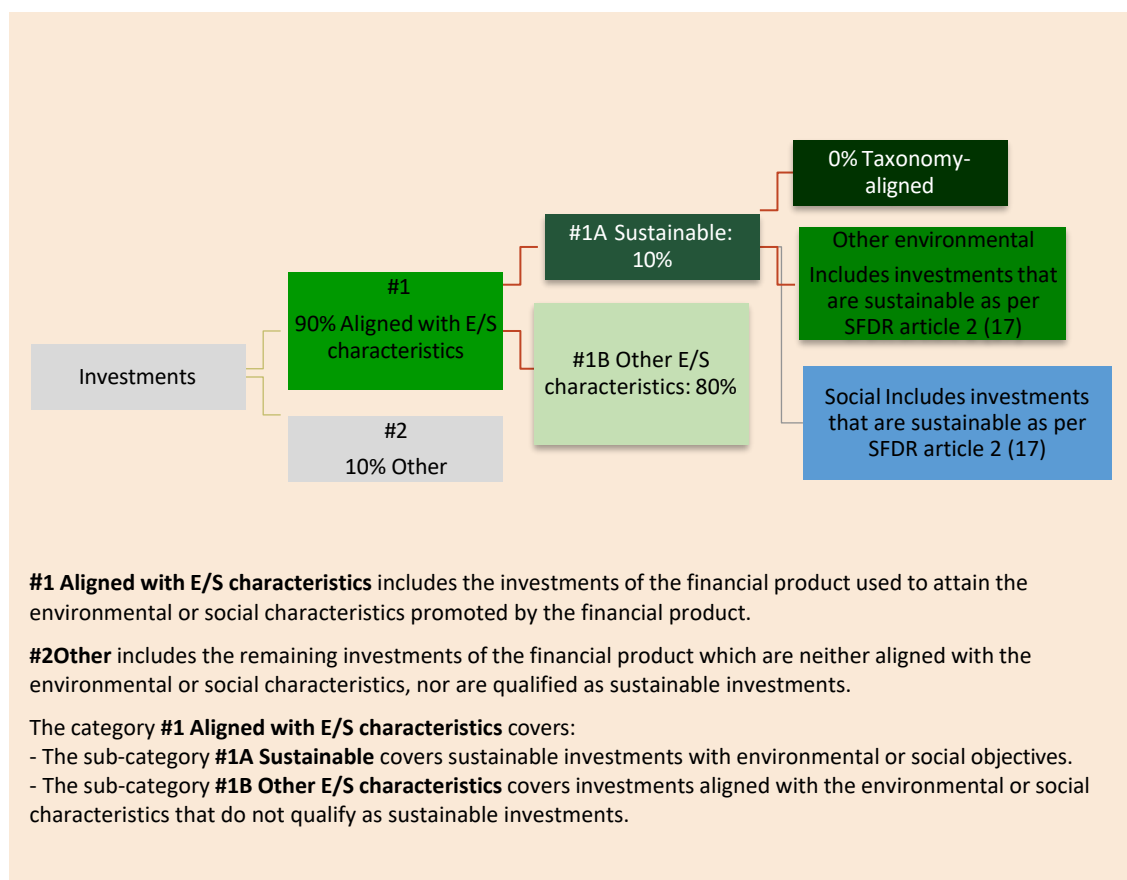 Investments
#1
90% Aligned with E/S
characteristics
#2
10% Other
#1A Sustainable:
10%
#1B Other E/S
characteristics: 80%
0% Taxonomy-
aligned
Other environmental
Includes investments that
are sustainable as per
SFDR article 2 (17)
Social Includes investments
that are sustainable as per
SFDR article 2 (17)
#1 Aligned with E/S characteristics includes the investments of the financial product used to attain the
environmental or social characteristics promoted by the financial product.
#2Other includes the remaining investments of the financial product which are neither aligned with the
environmental or social characteristics, nor are qualified as sustainable investments.
The category #1 Aligned with E/S characteristics covers:
- The sub-category #1A Sustainable covers sustainable investments with environmental or social objectives.
- The sub-category #1B Other E/S characteristics covers investments aligned with the environmental or social
characteristics that do not qualify as sustainable investments.